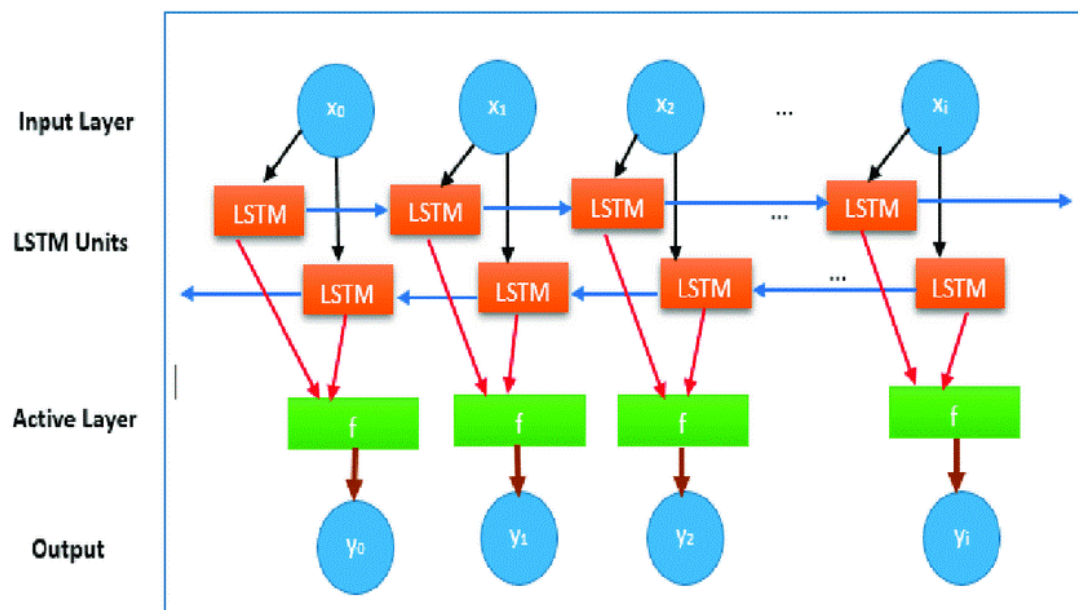 Input Layer
x₀ x₁ x₂ ... xᵢ
LSTM Units
LSTM LSTM LSTM ... LSTM
LSTM LSTM LSTM ... LSTM
Active Layer
f f f f
Output
y₀ y₁ y₂ yᵢ